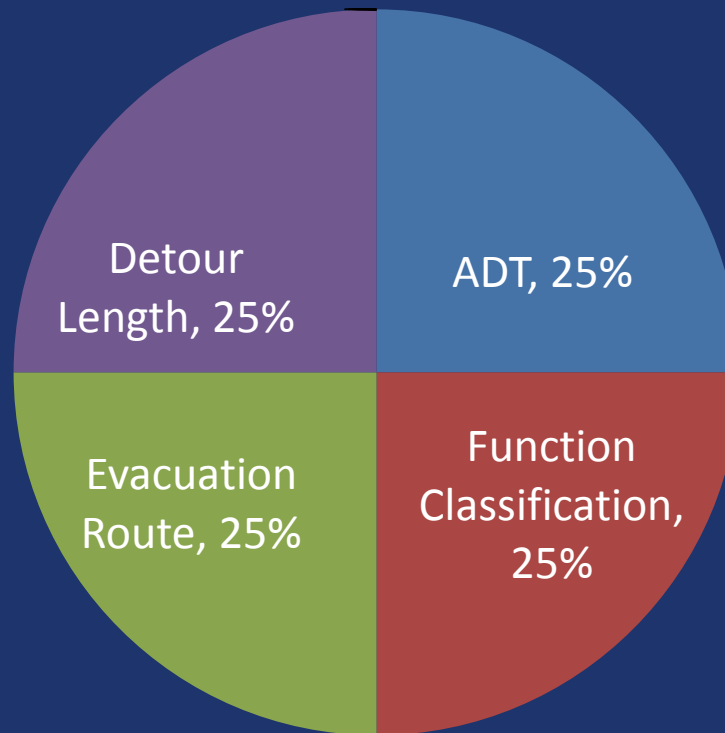 Detour
Length, 25%
ADT, 25%
Evacuation
Route, 25%
Function
Classification,
25%